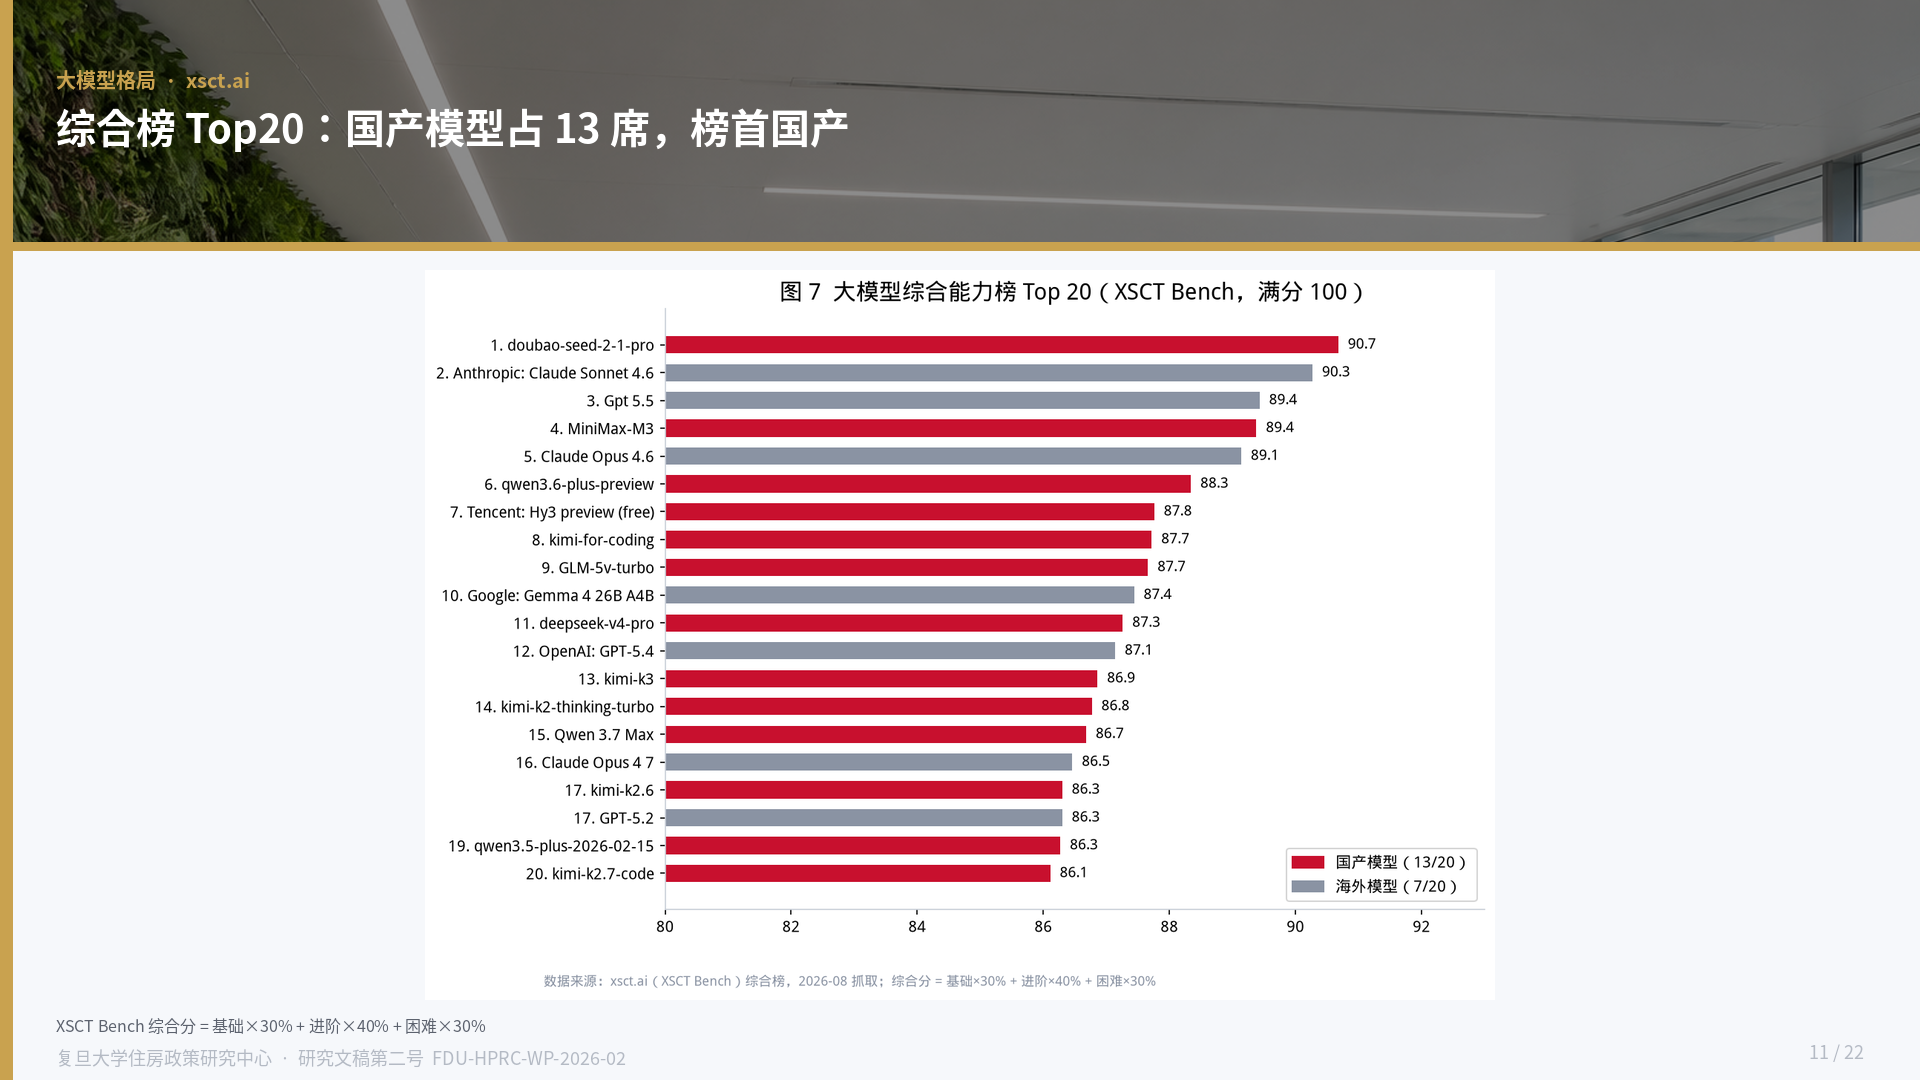 大模型格局 · xsct.ai
综合榜 Top20：国产模型占 13 席，榜首国产
图 7 大模型综合能力榜 Top 20（XSCT Bench，满分 100）
1. doubao-seed-2-1-pro 90.7
2. Anthropic: Claude Sonnet 4.6 90.3
3. Gpt 5.5 89.4
4. MiniMax-M3 89.4
5. Claude Opus 4.6 89.1
6. qwen3.6-plus-preview 88.3
7. Tencent: Hy3 preview (free) 87.8
8. kimi-for-coding 87.7
9. GLM-5v-turbo 87.7
10. Google: Gemma 4 26B A4B 87.4
11. deepseek-v4-pro 87.3
12. OpenAI: GPT-5.4 87.1
13. kimi-k3 86.9
14. kimi-k2-thinking-turbo 86.8
15. Qwen 3.7 Max 86.7
16. Claude Opus 4 7 86.5
17. kimi-k2.6 86.3
17. GPT-5.2 86.3
19. qwen3.5-plus-2026-02-15 86.3
20. kimi-k2.7-code 86.1
国产模型（13/20）
海外模型（7/20）
80 82 84 86 88 90 92
数据来源：xsct.ai（XSCT Bench）综合榜，2026-08 抓取；综合分 = 基础×30% + 进阶×40% + 困难×30%
XSCT Bench 综合分 = 基础×30% + 进阶×40% + 困难×30%
复旦大学住房政策研究中心 · 研究文稿第二号 FDU-HPRC-WP-2026-02
11 / 22